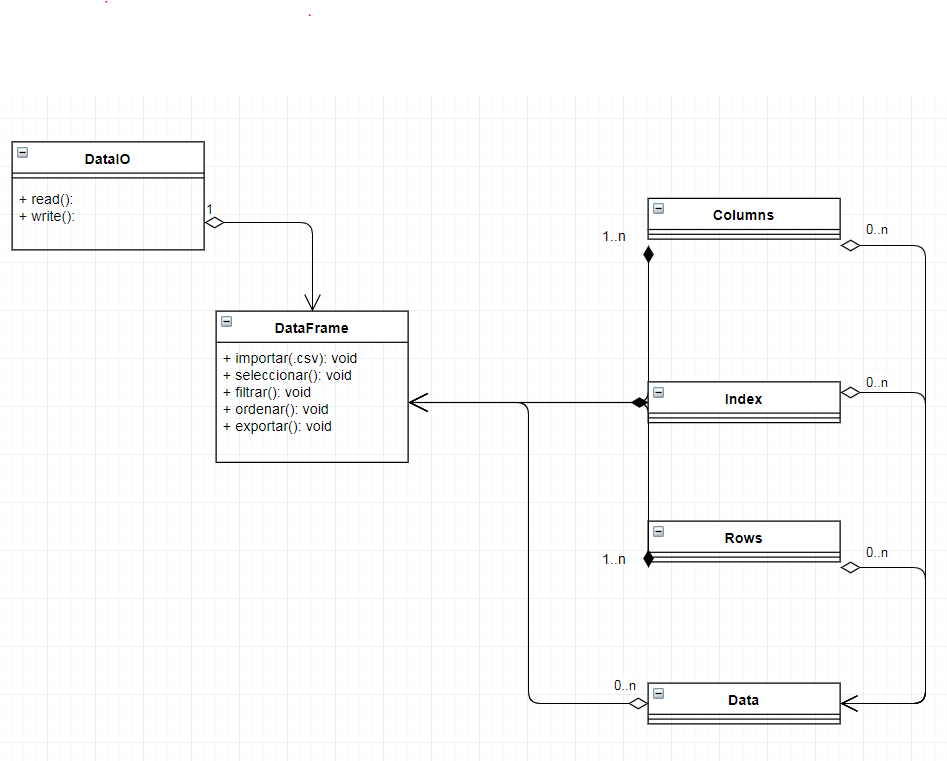 DataIO
+ read():
+ write():
1
DataFrame
+ importar(.csv): void
+ seleccionar(): void
+ filtrar(): void
+ ordenar(): void
+ exportar(): void
1..n
Columns
0..n
Index
0..n
1..n
Rows
0..n
0..n
Data